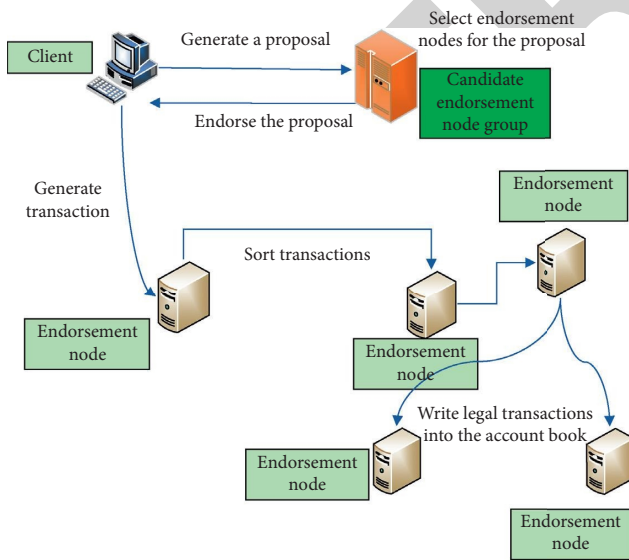 Select endorsement
nodes for the proposal
Generate a proposal
Client
Candidate
endorsement
node group
Endorse the proposal
Generate
transaction
Endorsement
node
Sort transactions
Endorsement
node
Endorsement
node
Write legal transactions
into the account book
Endorsement
node
Endorsement
node